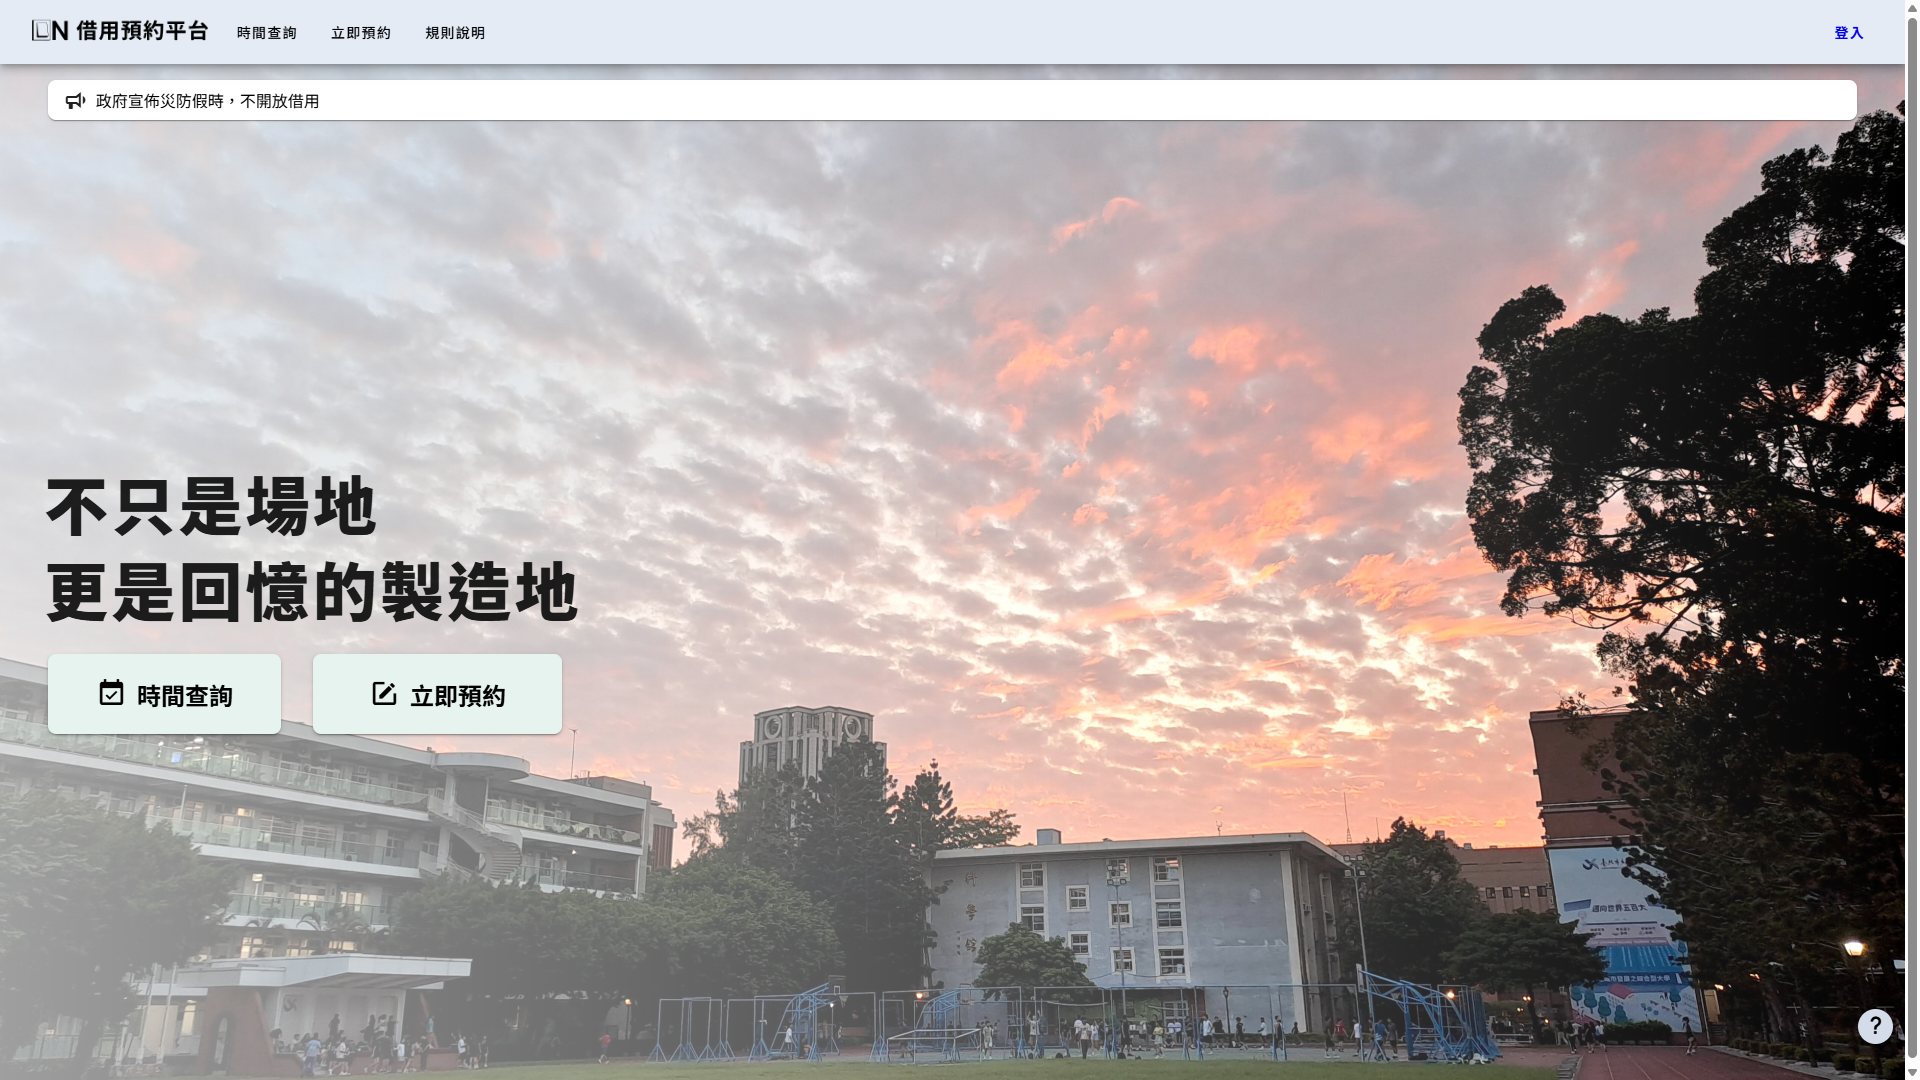 N 借用預約平台
時間查詢
立即預約
規則說明
登入
政府宣佈災防假時，不開放借用
不只是場地
更是回憶的製造地
時間查詢
立即預約
?